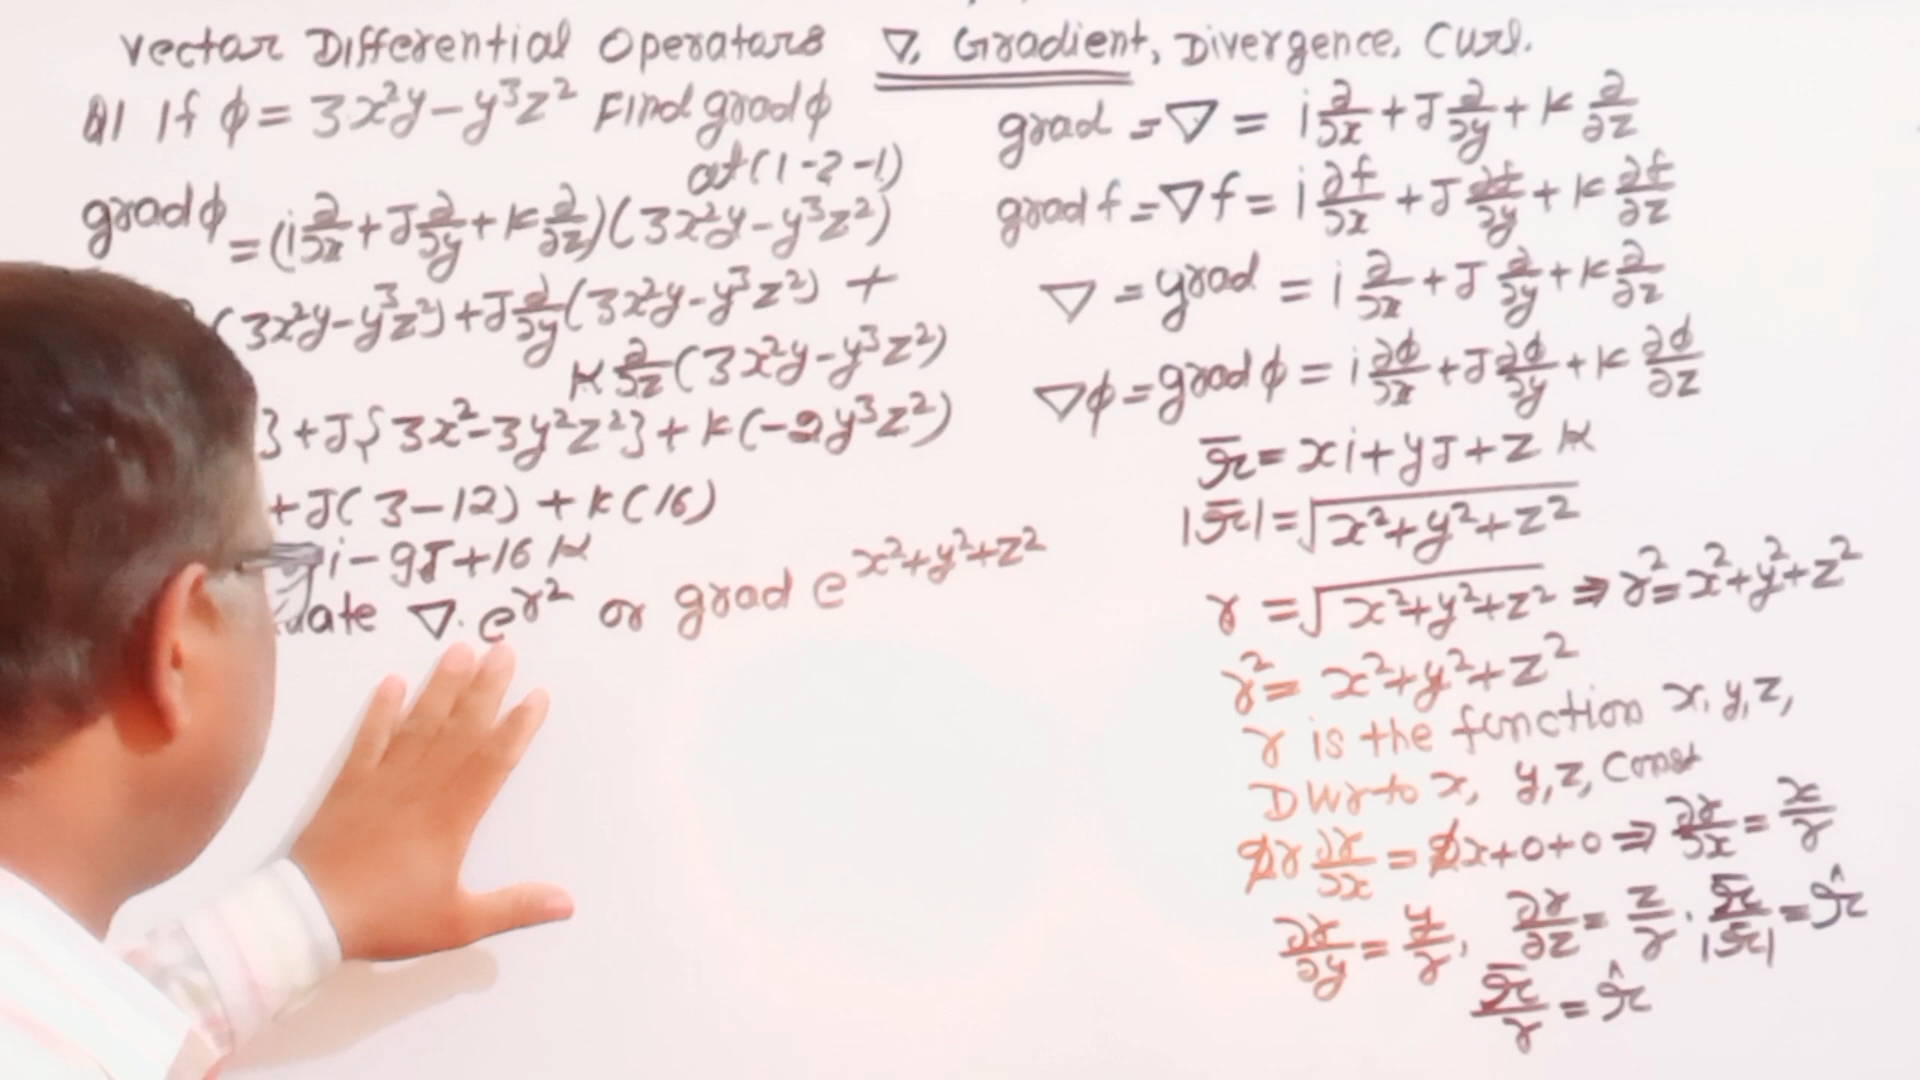 Vector Differential Operators ∇, Gradient, Divergence, Curl.
Q1 If φ = 3x²y - y³z² Find grad φ
at (1 -2 -1)
grad φ = (i ∂/∂x + J ∂/∂y + K ∂/∂z)(3x²y - y³z²)
(3x²y - y³z²) + J ∂/∂y (3x²y - y³z²) +
K ∂/∂z (3x²y - y³z²)
} + J{3x² - 3y²z²} + K(-2y³z²)
+ J(3 - 12) + K(16)
i - 9J + 16K
∇. e^r² or grad e^x²+y²+z²
grad = ∇ = i ∂/∂x + J ∂/∂y + K ∂/∂z
grad f = ∇f = i ∂f/∂x + J ∂f/∂y + K ∂f/∂z
∇ = grad = i ∂/∂x + J ∂/∂y + K ∂/∂z
∇φ = grad φ = i ∂φ/∂x + J ∂φ/∂y + K ∂φ/∂z
r̄ = xi + yJ + zK
|r̄| = √(x² + y² + z²)
r = √(x² + y² + z²) ⇒ r² = x² + y² + z²
r² = x² + y² + z²
r is the function x, y, z,
D W r to x, y, z, Const
2r ∂r/∂x = 2x + 0 + 0 ⇒ ∂r/∂x = x/r
∂r/∂y = y/r, ∂r/∂z = z/r. r̄/|r̄| = r̂
r̄/r = r̂